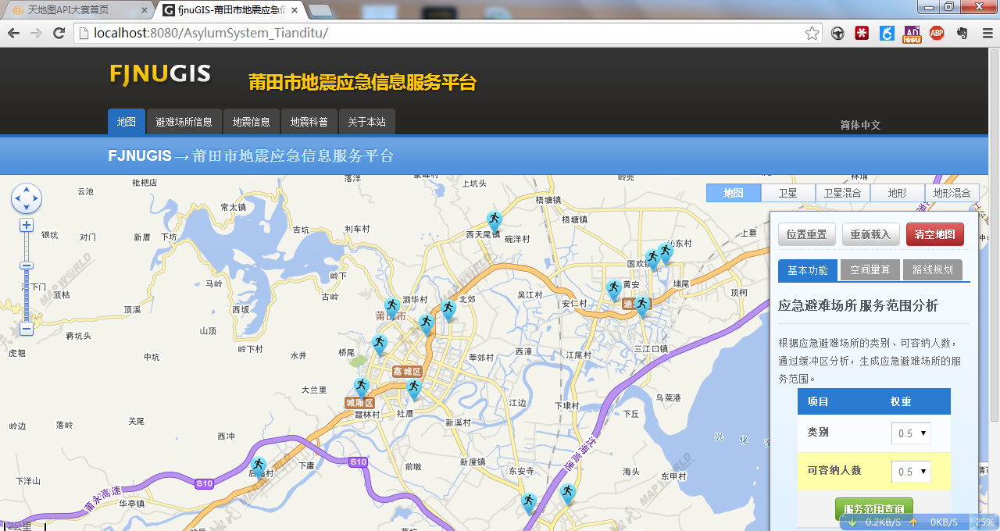 天地图API大赛首页
fjnuGIS-莆田市地震应急信
localhost:8080/AsylumSystem_Tianditu/
FJNUGIS
莆田市地震应急信息服务平台
地图 避难场所信息 地震信息 地震科普 关于本站
简体中文
FJNUGIS→莆田市地震应急信息服务平台
地图 卫星 卫星混合 地形 地形混合
位置重置 重新载入 清空地图
基本功能 空间量算 路线规划
应急避难场所服务范围分析
根据应急避难场所的类别、可容纳人数，
通过缓冲区分析，生成应急避难场所的服
务范围。
项目 权重
类别 0.5
可容纳人数 0.5
服务范围查询
0.2KB/S 0KB/S 25%
枇杷店
云池
常太镇
落洋
上坑头
梧塘镇
梧塘镇
银坑
对门
新厝
下坊
吉坑
利车村
西天尾镇
碗洋村
上蔡
沁东村
国欢镇
下门
顶枯
马岭
岭下
古岭
泗华村
北郊
吴江村
安仁村
黄安
埔尾
顶柯
顶溪
西坂
莆田市
山顶
蒋坑头
虎堀
中坑
岭下村
水井
桥尾
莘郊村
西漳
江尾村
三江口镇
荔城区
大兰里
城厢区
霞林村
社厝
新溪村
江边
下埭村
下丘
乌菜港
岭边
落岭
关尾
西冲
兴 化
沈海高速
S10
S10
下庸
前墩
新度镇
东安寺
海头
东甲村
下洋山
莆永高速
华亭镇
MAP WORLD
MAP WORLD
MAP WORLD
MAP WORLD
2公里